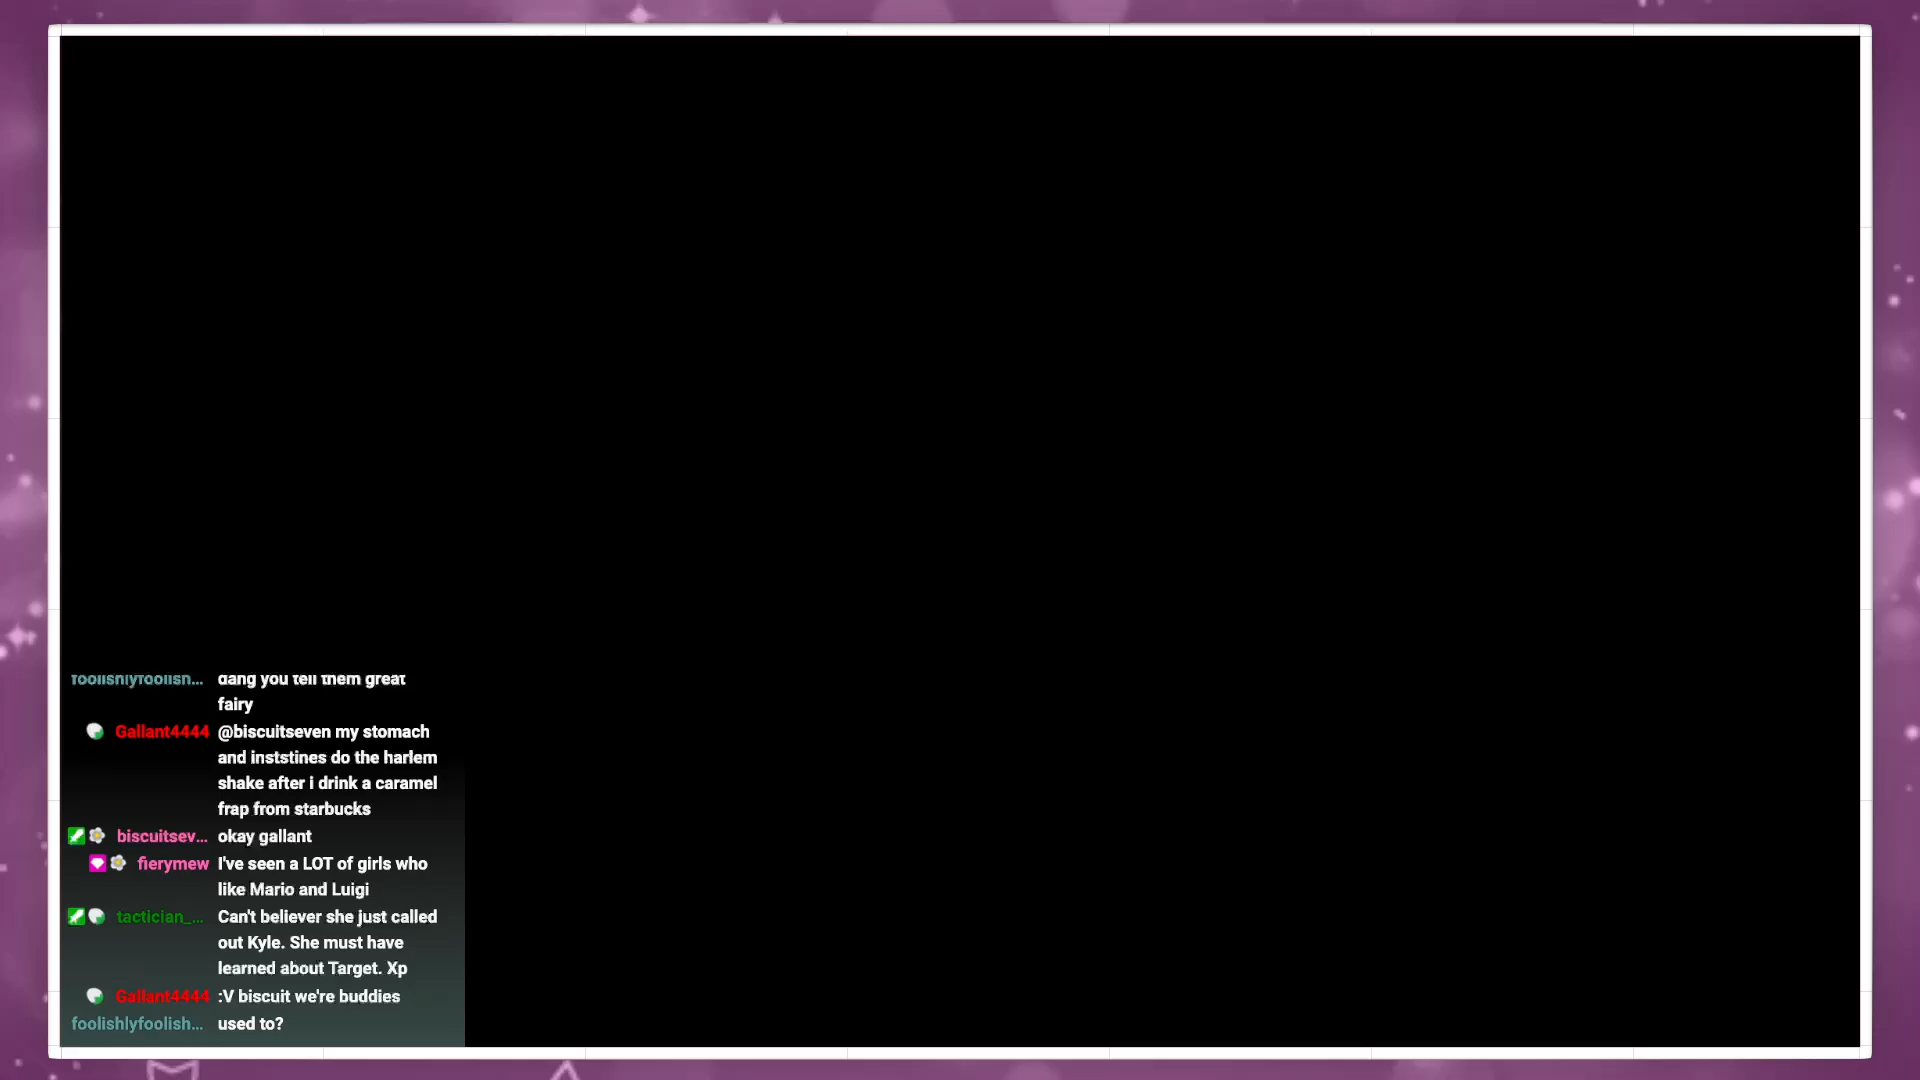 foolishlyfoolish... dang you tell them great
fairy
Gallant4444 @biscuitseven my stomach
and inststines do the harlem
shake after i drink a caramel
frap from starbucks
biscuitsev... okay gallant
fierymew I've seen a LOT of girls who
like Mario and Luigi
tactician_... Can't believer she just called
out Kyle. She must have
learned about Target. Xp
Gallant4444 :V biscuit we're buddies
foolishlyfoolish... used to?